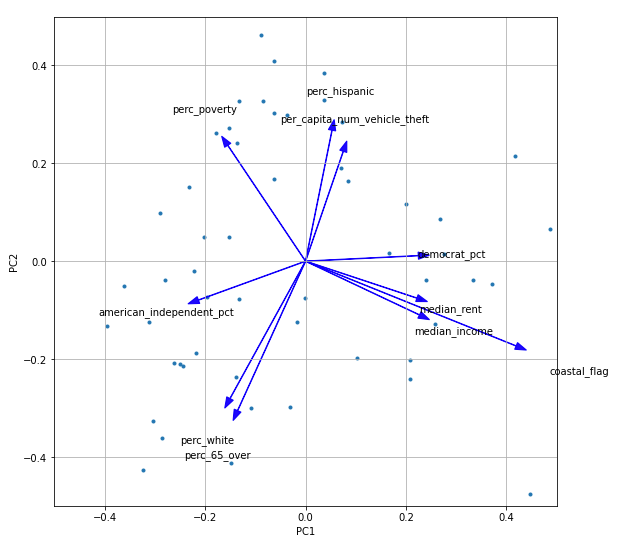 0.4
perc_hispanic
perc_poverty
per_capita_num_vehicle_theft
0.2
PC2
0.0
democrat_pct
american_independent_pct
median_rent
median_income
−0.2
coastal_flag
perc_white
perc_65_over
−0.4
−0.4
−0.2
0.0
0.2
0.4
PC1